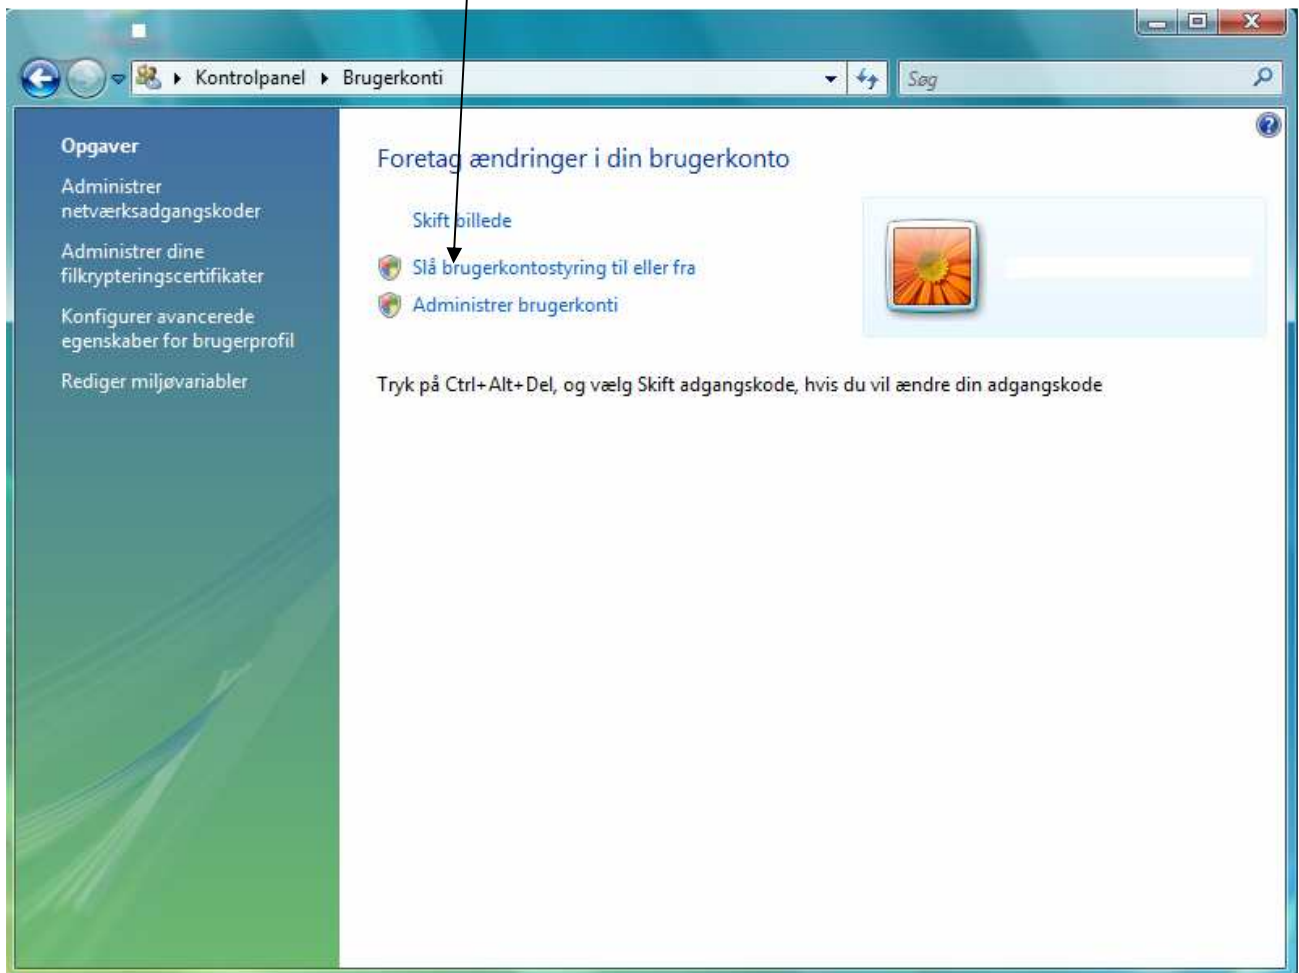 Kontrolpanel
Brugerkonti
Søg
Opgaver
Administrer
netværksadgangskoder
Administrer dine
filkrypteringscertifikater
Konfigurer avancerede
egenskaber for brugerprofil
Rediger miljøvariabler
Foretag ændringer i din brugerkonto
Skift billede
Slå brugerkontostyring til eller fra
Administrer brugerkonti
Tryk på Ctrl+Alt+Del, og vælg Skift adgangskode, hvis du vil ændre din adgangskode